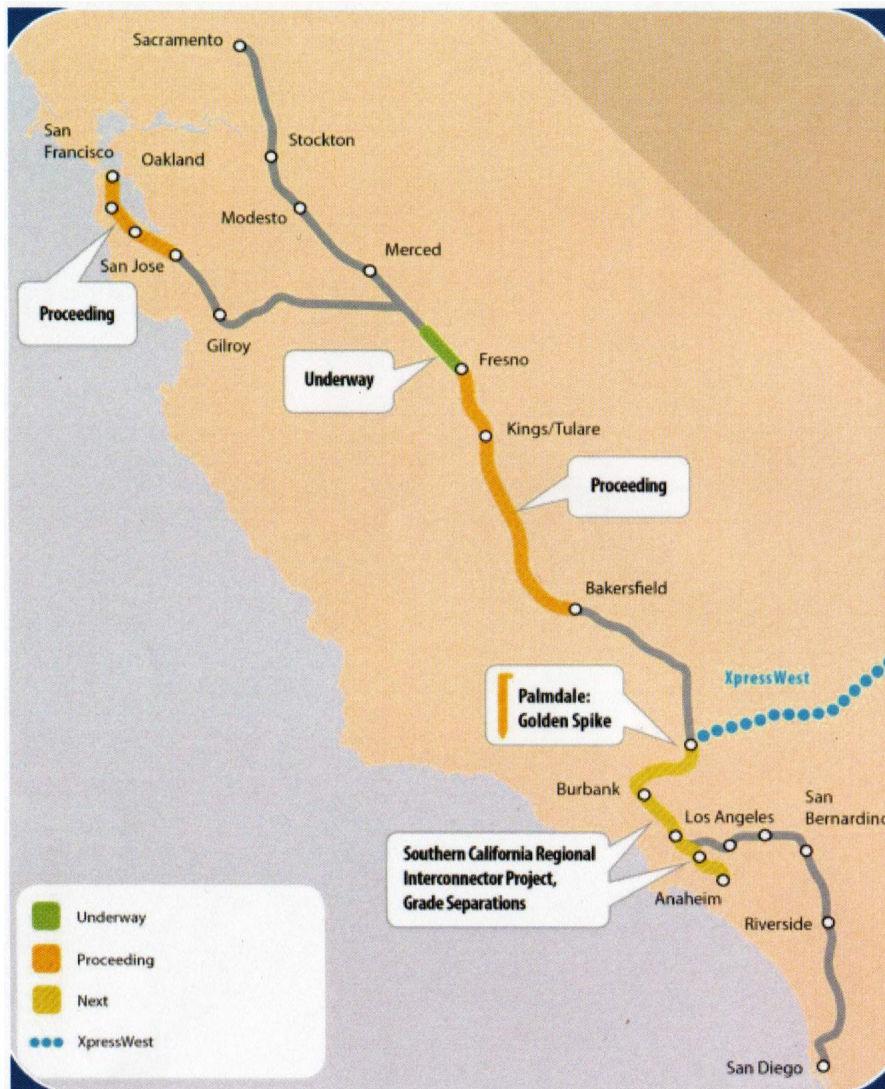 Sacramento
San
Francisco
Oakland
Stockton
Modesto
Merced
San Jose
Proceeding
Gilroy
Underway
Fresno
Kings/Tulare
Proceeding
Bakersfield
XpressWest
Palmdale:
Golden Spike
Burbank
Los Angeles
San
Bernardino
Southern California Regional
Interconnector Project,
Grade Separations
Anaheim
Riverside
San Diego
Underway
Proceeding
Next
XpressWest